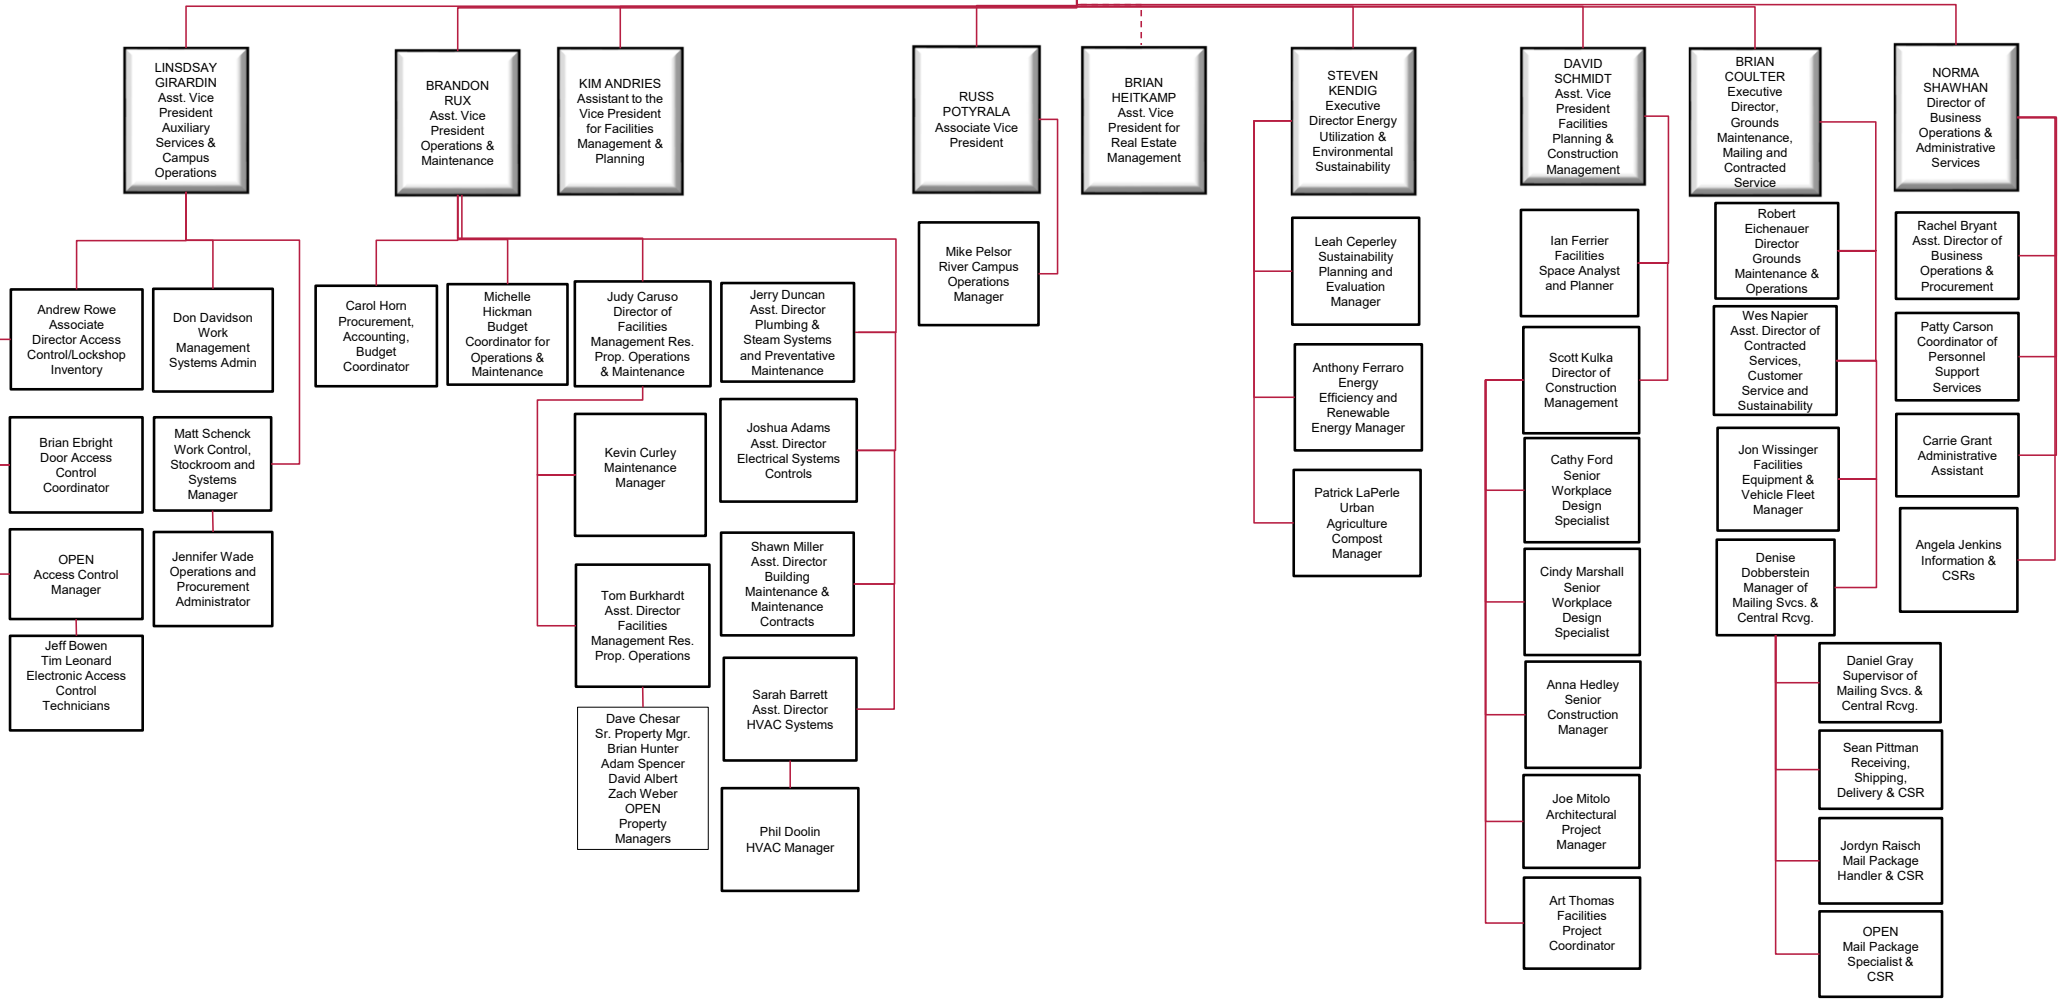 LINSDSAY
GIRARDIN
Asst. Vice
President
Auxiliary
Services &
Campus
Operations
BRANDON
RUX
Asst. Vice
President
Operations &
Maintenance
KIM ANDRIES
Assistant to the
Vice President
for Facilities
Management &
Planning
RUSS
POTYRALA
Associate Vice
President
BRIAN
HEITKAMP
Asst. Vice
President for
Real Estate
Management
STEVEN
KENDIG
Executive
Director Energy
Utilization &
Environmental
Sustainability
DAVID
SCHMIDT
Asst. Vice
President
Facilities
Planning &
Construction
Management
BRIAN
COULTER
Executive
Director,
Grounds
Maintenance,
Mailing and
Contracted
Service
NORMA
SHAWHAN
Director of
Business
Operations &
Administrative
Services
Andrew Rowe
Associate
Director Access
Control/Lockshop
Inventory
Don Davidson
Work
Management
Systems Admin
Brian Ebright
Door Access
Control
Coordinator
Matt Schenck
Work Control,
Stockroom and
Systems
Manager
OPEN
Access Control
Manager
Jennifer Wade
Operations and
Procurement
Administrator
Jeff Bowen
Tim Leonard
Electronic Access
Control
Technicians
Carol Horn
Procurement,
Accounting,
Budget
Coordinator
Michelle
Hickman
Budget
Coordinator for
Operations &
Maintenance
Judy Caruso
Director of
Facilities
Management Res.
Prop. Operations
& Maintenance
Jerry Duncan
Asst. Director
Plumbing &
Steam Systems
and Preventative
Maintenance
Kevin Curley
Maintenance
Manager
Joshua Adams
Asst. Director
Electrical Systems
Controls
Tom Burkhardt
Asst. Director
Facilities
Management Res.
Prop. Operations
Shawn Miller
Asst. Director
Building
Maintenance &
Maintenance
Contracts
Dave Chesar
Sr. Property Mgr.
Brian Hunter
Adam Spencer
David Albert
Zach Weber
OPEN
Property
Managers
Sarah Barrett
Asst. Director
HVAC Systems
Phil Doolin
HVAC Manager
Mike Pelsor
River Campus
Operations
Manager
Leah Ceperley
Sustainability
Planning and
Evaluation
Manager
Anthony Ferraro
Energy
Efficiency and
Renewable
Energy Manager
Patrick LaPerle
Urban
Agriculture
Compost
Manager
Ian Ferrier
Facilities
Space Analyst
and Planner
Scott Kulka
Director of
Construction
Management
Cathy Ford
Senior
Workplace
Design
Specialist
Cindy Marshall
Senior
Workplace
Design
Specialist
Anna Hedley
Senior
Construction
Manager
Joe Mitolo
Architectural
Project
Manager
Art Thomas
Facilities
Project
Coordinator
Robert
Eichenauer
Director
Grounds
Maintenance &
Operations
Wes Napier
Asst. Director of
Contracted
Services,
Customer
Service and
Sustainability
Jon Wissinger
Facilities
Equipment &
Vehicle Fleet
Manager
Denise
Dobberstein
Manager of
Mailing Svcs. &
Central Rcvg.
Daniel Gray
Supervisor of
Mailing Svcs. &
Central Rcvg.
Sean Pittman
Receiving,
Shipping,
Delivery & CSR
Jordyn Raisch
Mail Package
Handler & CSR
OPEN
Mail Package
Specialist &
CSR
Rachel Bryant
Asst. Director of
Business
Operations &
Procurement
Patty Carson
Coordinator of
Personnel
Support
Services
Carrie Grant
Administrative
Assistant
Angela Jenkins
Information &
CSRs